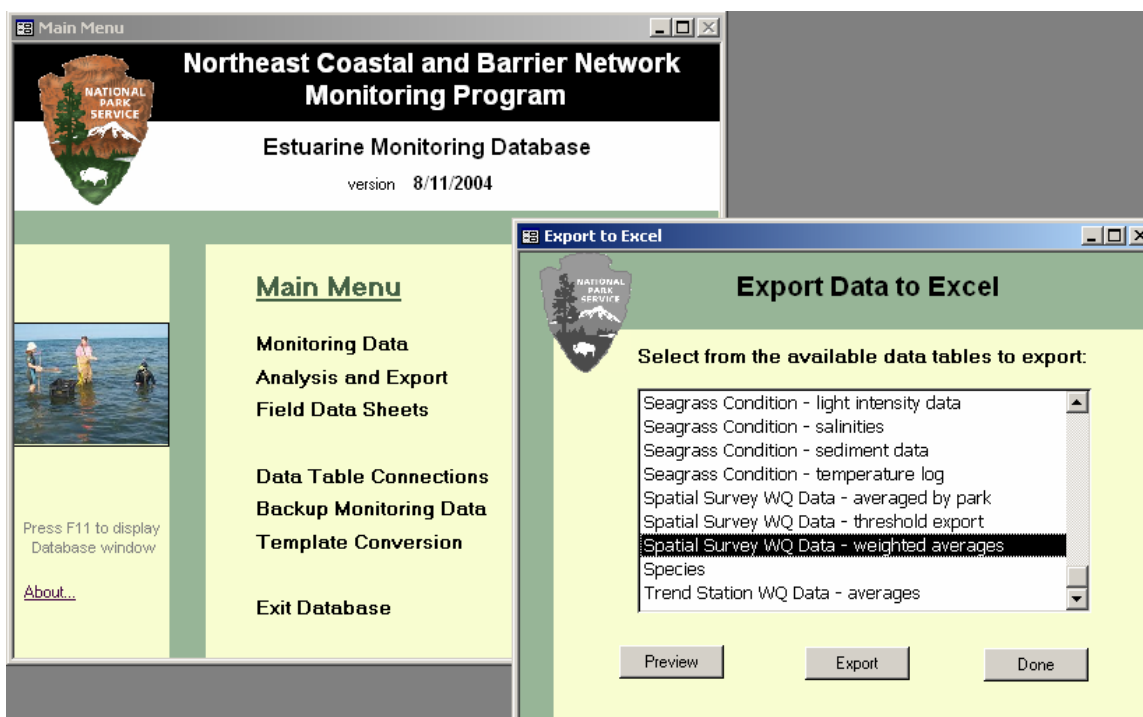 Main Menu
NATIONAL
PARK
SERVICE
Northeast Coastal and Barrier Network
Monitoring Program
Estuarine Monitoring Database
version 8/11/2004
Press F11 to display
Database window
About...
Main Menu
Monitoring Data
Analysis and Export
Field Data Sheets
Data Table Connections
Backup Monitoring Data
Template Conversion
Exit Database
Export to Excel
NATIONAL
PARK
SERVICE
Export Data to Excel
Select from the available data tables to export:
Seagrass Condition - light intensity data
Seagrass Condition - salinities
Seagrass Condition - sediment data
Seagrass Condition - temperature log
Spatial Survey WQ Data - averaged by park
Spatial Survey WQ Data - threshold export
Spatial Survey WQ Data - weighted averages
Species
Trend Station WQ Data - averages
Preview Export Done